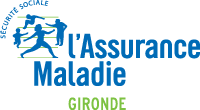 SÉCURITÉ SOCIALE
l'Assurance
Maladie
GIRONDE